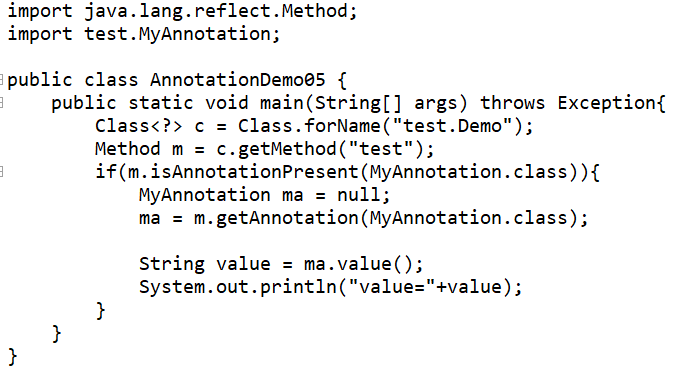 import java.lang.reflect.Method;
import test.MyAnnotation;

public class AnnotationDemo05 {
    public static void main(String[] args) throws Exception{
        Class<?> c = Class.forName("test.Demo");
        Method m = c.getMethod("test");
        if(m.isAnnotationPresent(MyAnnotation.class)){
            MyAnnotation ma = null;
            ma = m.getAnnotation(MyAnnotation.class);

            String value = ma.value();
            System.out.println("value="+value);
        }
    }
}